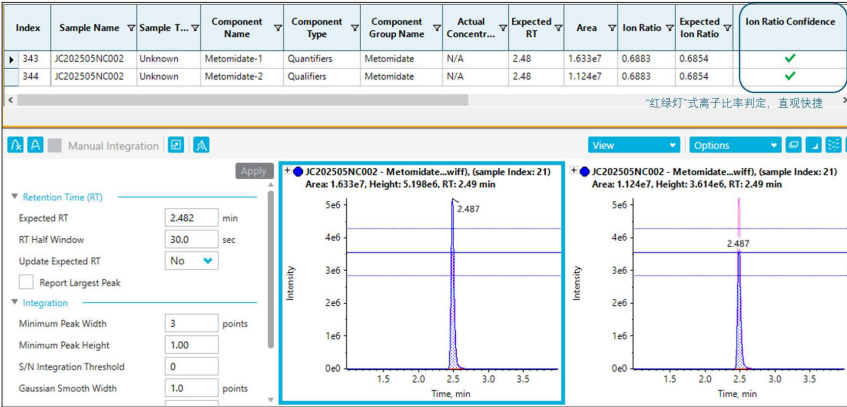 Index Sample Name Sample T... Component Name Component Type Component Group Name Actual Concentr... Expected RT Area Ion Ratio Expected Ion Ratio Ion Ratio Confidence
343 JC202505NC002 Unknown Metomidate-1 Quantifiers Metomidate N/A 2.48 1.633e7 0.6883 0.6854
344 JC202505NC002 Unknown Metomidate-2 Qualifiers Metomidate N/A 2.48 1.124e7 0.6883 0.6854
"红绿灯"式离子比率判定，直观快捷
Manual Integration
View Options
Apply
Retention Time (RT)
Expected RT 2.482 min
RT Half Window 30.0 sec
Update Expected RT No
Report Largest Peak
Integration
Minimum Peak Width 3 points
Minimum Peak Height 1.00
S/N Integration Threshold 0
Gaussian Smooth Width 1.0 points
JC202505NC002 - Metomidate...wiff), (sample Index: 21)
Area: 1.633e7, Height: 5.198e6, RT: 2.49 min
2.487
Intensity
5e6
4e6
3e6
2e6
1e6
0e0
1.5 2.0 2.5 3.0 3.5
Time, min
JC202505NC002 - Metomidate...wiff), (sample Index: 21)
Area: 1.124e7, Height: 3.614e6, RT: 2.49 min
2.487
Intensity
5e6
4e6
3e6
2e6
1e6
0e0
1.5 2.0 2.5 3.0 3.5
Time, min